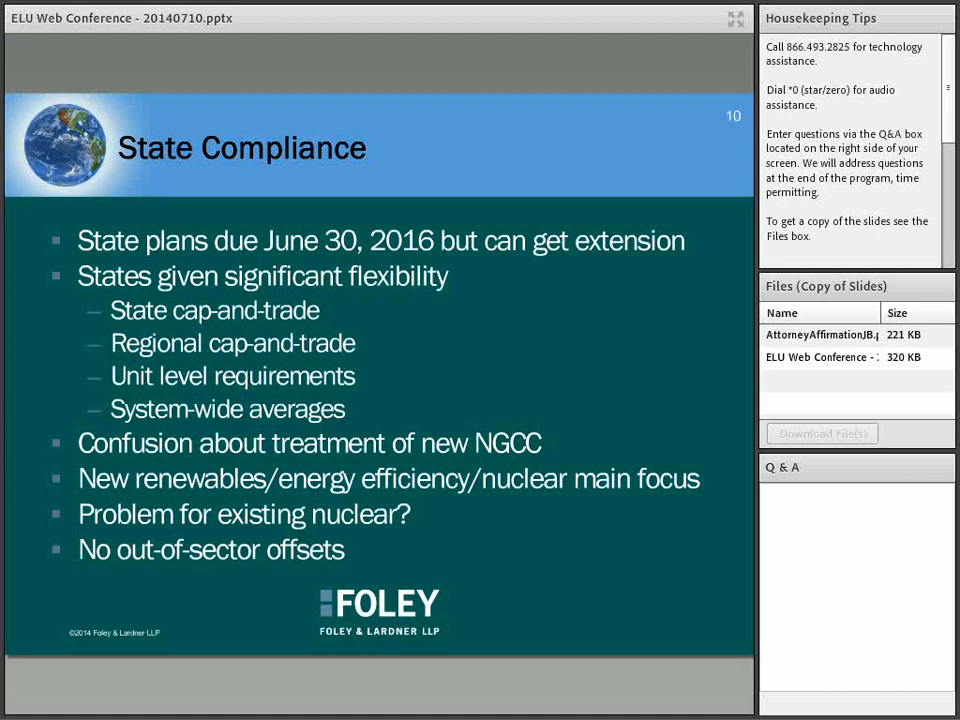 ELU Web Conference - 20140710.pptx
10
State Compliance
▪ State plans due June 30, 2016 but can get extension
▪ States given significant flexibility
– State cap-and-trade
– Regional cap-and-trade
– Unit level requirements
– System-wide averages
▪ Confusion about treatment of new NGCC
▪ New renewables/energy efficiency/nuclear main focus
▪ Problem for existing nuclear?
▪ No out-of-sector offsets
FOLEY
FOLEY & LARDNER LLP
©2014 Foley & Lardner LLP
Housekeeping Tips
Call 866.493.2825 for technology
assistance.
Dial *0 (star/zero) for audio
assistance.
Enter questions via the Q&A box
located on the right side of your
screen. We will address questions
at the end of the program, time
permitting.
To get a copy of the slides see the
Files box.
Files (Copy of Slides)
Name Size
AttorneyAffirmationJB.p 221 KB
ELU Web Conference - 2 320 KB
Download File(s)
Q & A